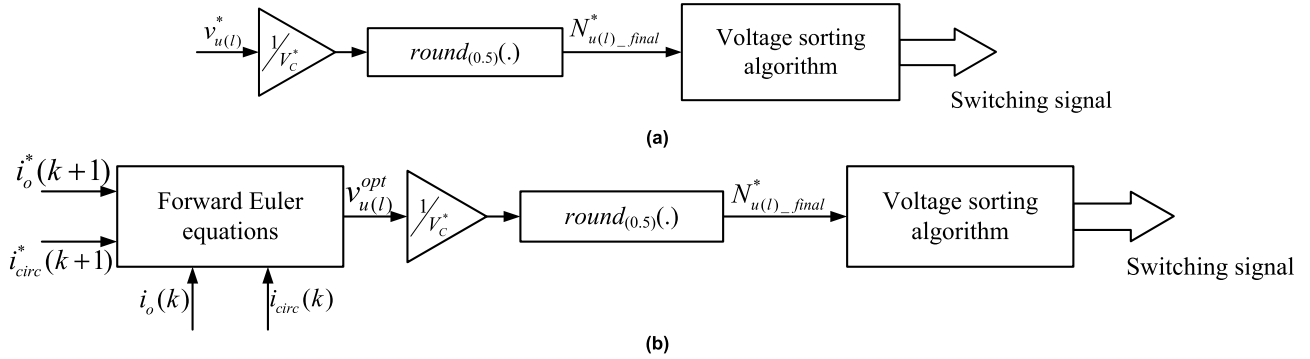 v*u(l)
1/V*C
round(0.5)(.)
N*u(l)_final
Voltage sorting
algorithm
Switching signal
(a)
i*o(k+1)
i*circ(k+1)
Forward Euler
equations
io(k)
icirc(k)
v^opt u(l)
1/V*C
round(0.5)(.)
N*u(l)_final
Voltage sorting
algorithm
Switching signal
(b)